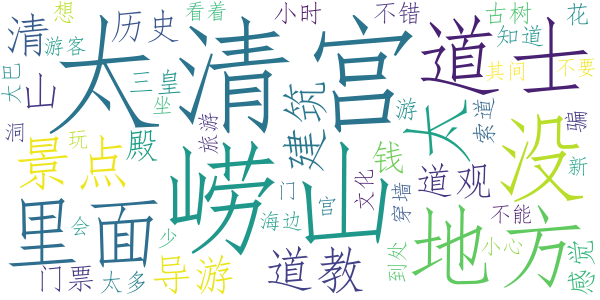 想
看着
小时
不错
古树
花
清
游客
历史
知道
太巴
山
三皇
太
清
宫
道士
其间
不要
坐
洞
玩
殿
旅游
建筑
游
大
索道
骗
景点
钱
没
新
崂
山
道观
里面
会
门
文化
穿墙
宫
海边
不能
地方
少
到处
小心
感觉
门票
太多
导游
道教